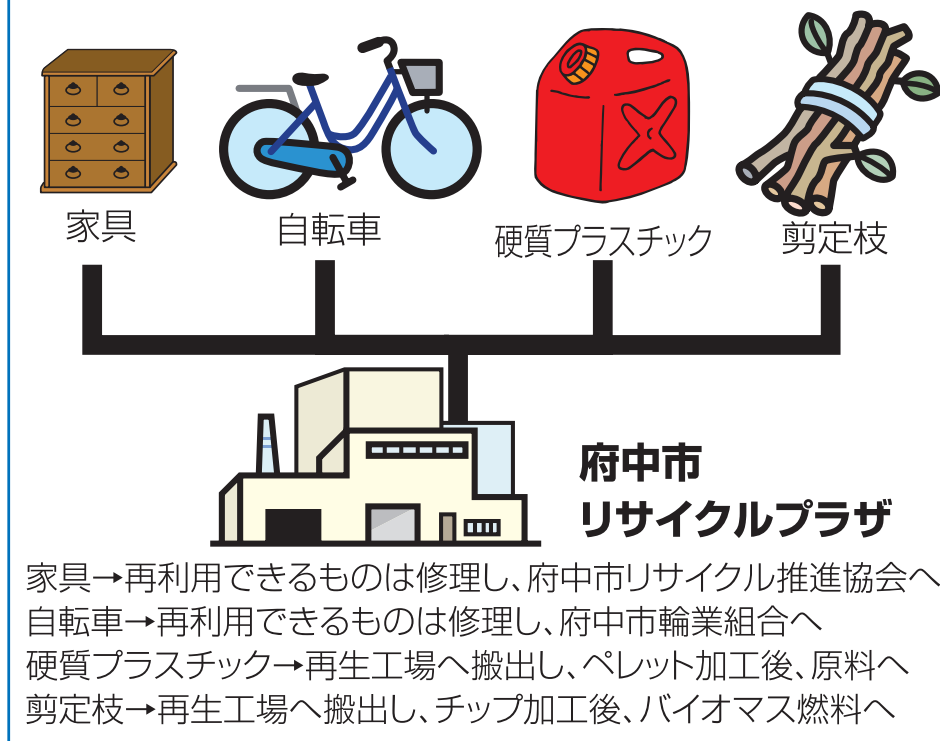 家具
自転車
硬質プラスチック
剪定枝
府中市
リサイクルプラザ
家具→再利用できるものは修理し、府中市リサイクル推進協会へ
自転車→再利用できるものは修理し、府中市輪業組合へ
硬質プラスチック→再生工場へ搬出し、ペレット加工後、原料へ
剪定枝→再生工場へ搬出し、チップ加工後、バイオマス燃料へ